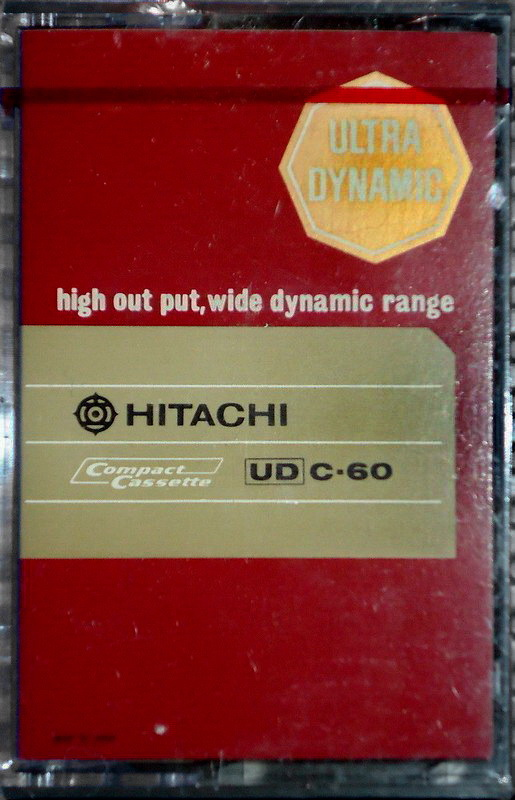 ULTRA
DYNAMIC
high out put, wide dynamic range
HITACHI
Compact
Cassette
UD C·60